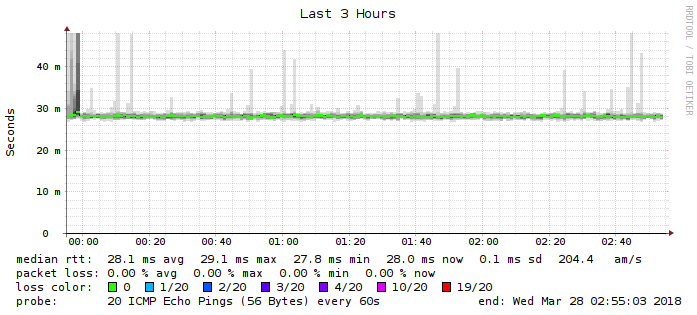 Last 3 Hours
RRDTOOL / TOBI OETIKER
Seconds
40 m
30 m
20 m
10 m
0
00:00 00:20 00:40 01:00 01:20 01:40 02:00 02:20 02:40
median rtt: 28.1 ms avg 29.1 ms max 27.8 ms min 28.0 ms now 0.1 ms sd 204.4 am/s
packet loss: 0.00 % avg 0.00 % max 0.00 % min 0.00 % now
loss color: 0 1/20 2/20 3/20 4/20 10/20 19/20
probe: 20 ICMP Echo Pings (56 Bytes) every 60s end: Wed Mar 28 02:55:03 2018